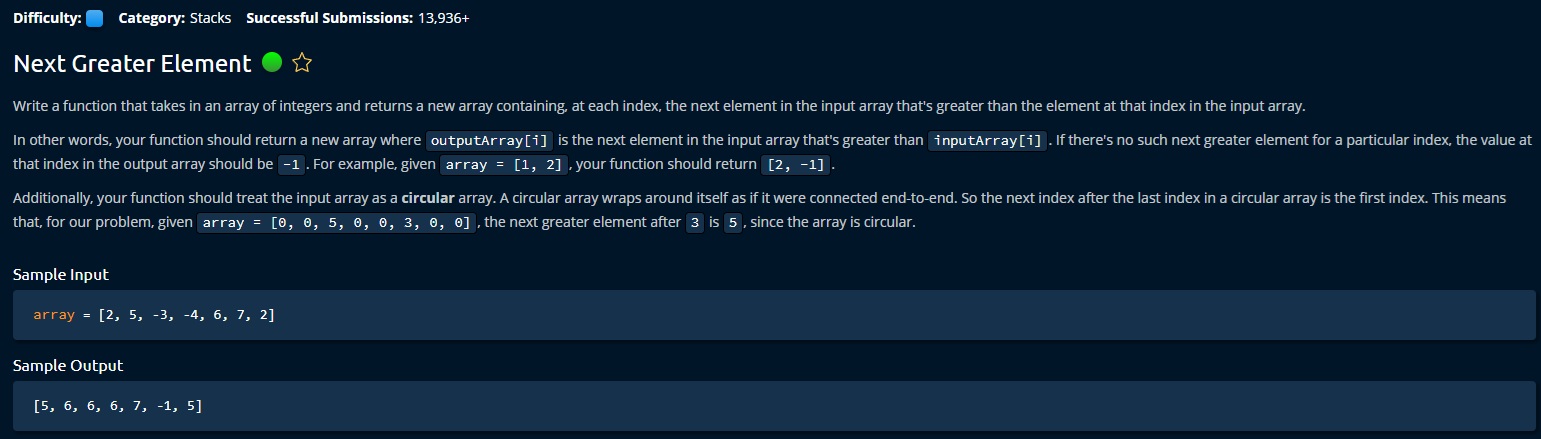 Difficulty: Category: Stacks Successful Submissions: 13,936+
Next Greater Element
Write a function that takes in an array of integers and returns a new array containing, at each index, the next element in the input array that's greater than the element at that index in the input array.
In other words, your function should return a new array where outputArray[i] is the next element in the input array that's greater than inputArray[i]. If there's no such next greater element for a particular index, the value at
that index in the output array should be -1. For example, given array = [1, 2], your function should return [2, -1].
Additionally, your function should treat the input array as a circular array. A circular array wraps around itself as if it were connected end-to-end. So the next index after the last index in a circular array is the first index. This means
that, for our problem, given array = [0, 0, 5, 0, 0, 3, 0, 0], the next greater element after 3 is 5, since the array is circular.
Sample Input
array = [2, 5, -3, -4, 6, 7, 2]
Sample Output
[5, 6, 6, 6, 7, -1, 5]